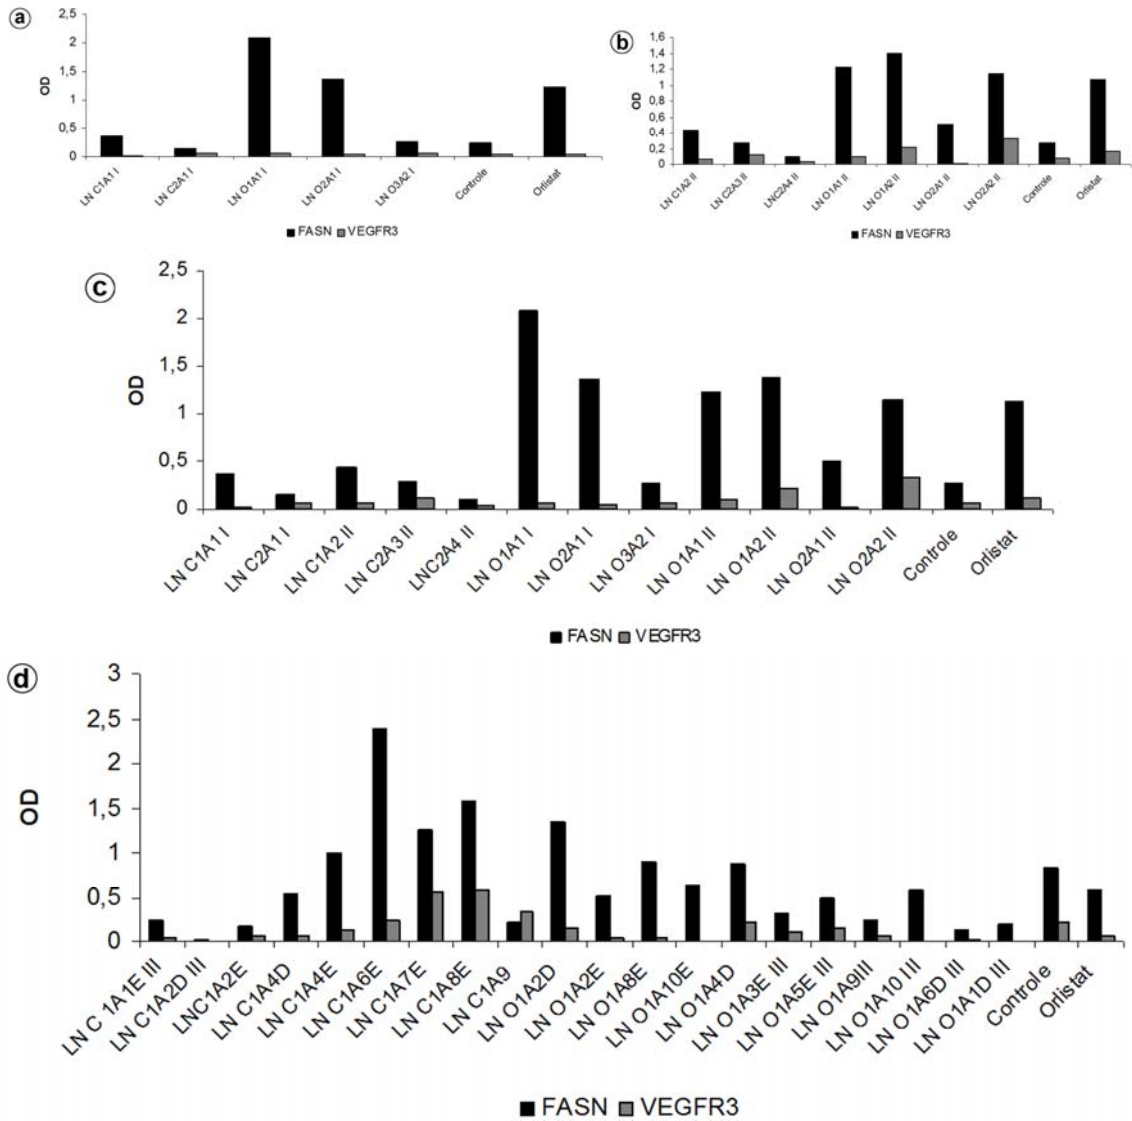 a
2,5
2
1,5
1
0,5
0
OD
LN C1A1 I
LN C2A1 I
LN O1A1 I
LN O2A1 I
LN O3A2 I
Controle
Orlistat
FASN VEGFR3
b
1,6
1,4
1,2
1
0,8
0,6
0,4
0,2
0
OD
LN C1A2 II
LN C2A3 II
LNC2A4 II
LN O1A1 II
LN O1A2 II
LN O2A1 II
LN O2A2 II
Controle
Orlistat
FASN VEGFR3
c
2,5
2
1,5
1
0,5
0
OD
LN C1A1 I
LN C2A1 I
LN C1A2 II
LN C2A3 II
LNC2A4 II
LN O1A1 I
LN O2A1 I
LN O3A2 I
LN O1A1 II
LN O1A2 II
LN O2A1 II
LN O2A2 II
Controle
Orlistat
FASN VEGFR3
d
3
2,5
2
1,5
1
0,5
0
OD
LN C 1A1E III
LN C1A2D III
LNC1A2E
LN C1A4D
LN C1A4E
LN C1A6E
LN C1A7E
LN C1A8E
LN C1A9
LN O1A2D
LN O1A2E
LN O1A8E
LN O1A10E
LN O1A4D
LN O1A3E III
LN O1A5E III
LN O1A9III
LN O1A10 III
LN O1A6D III
LN O1A1D III
Controle
Orlistat
FASN VEGFR3